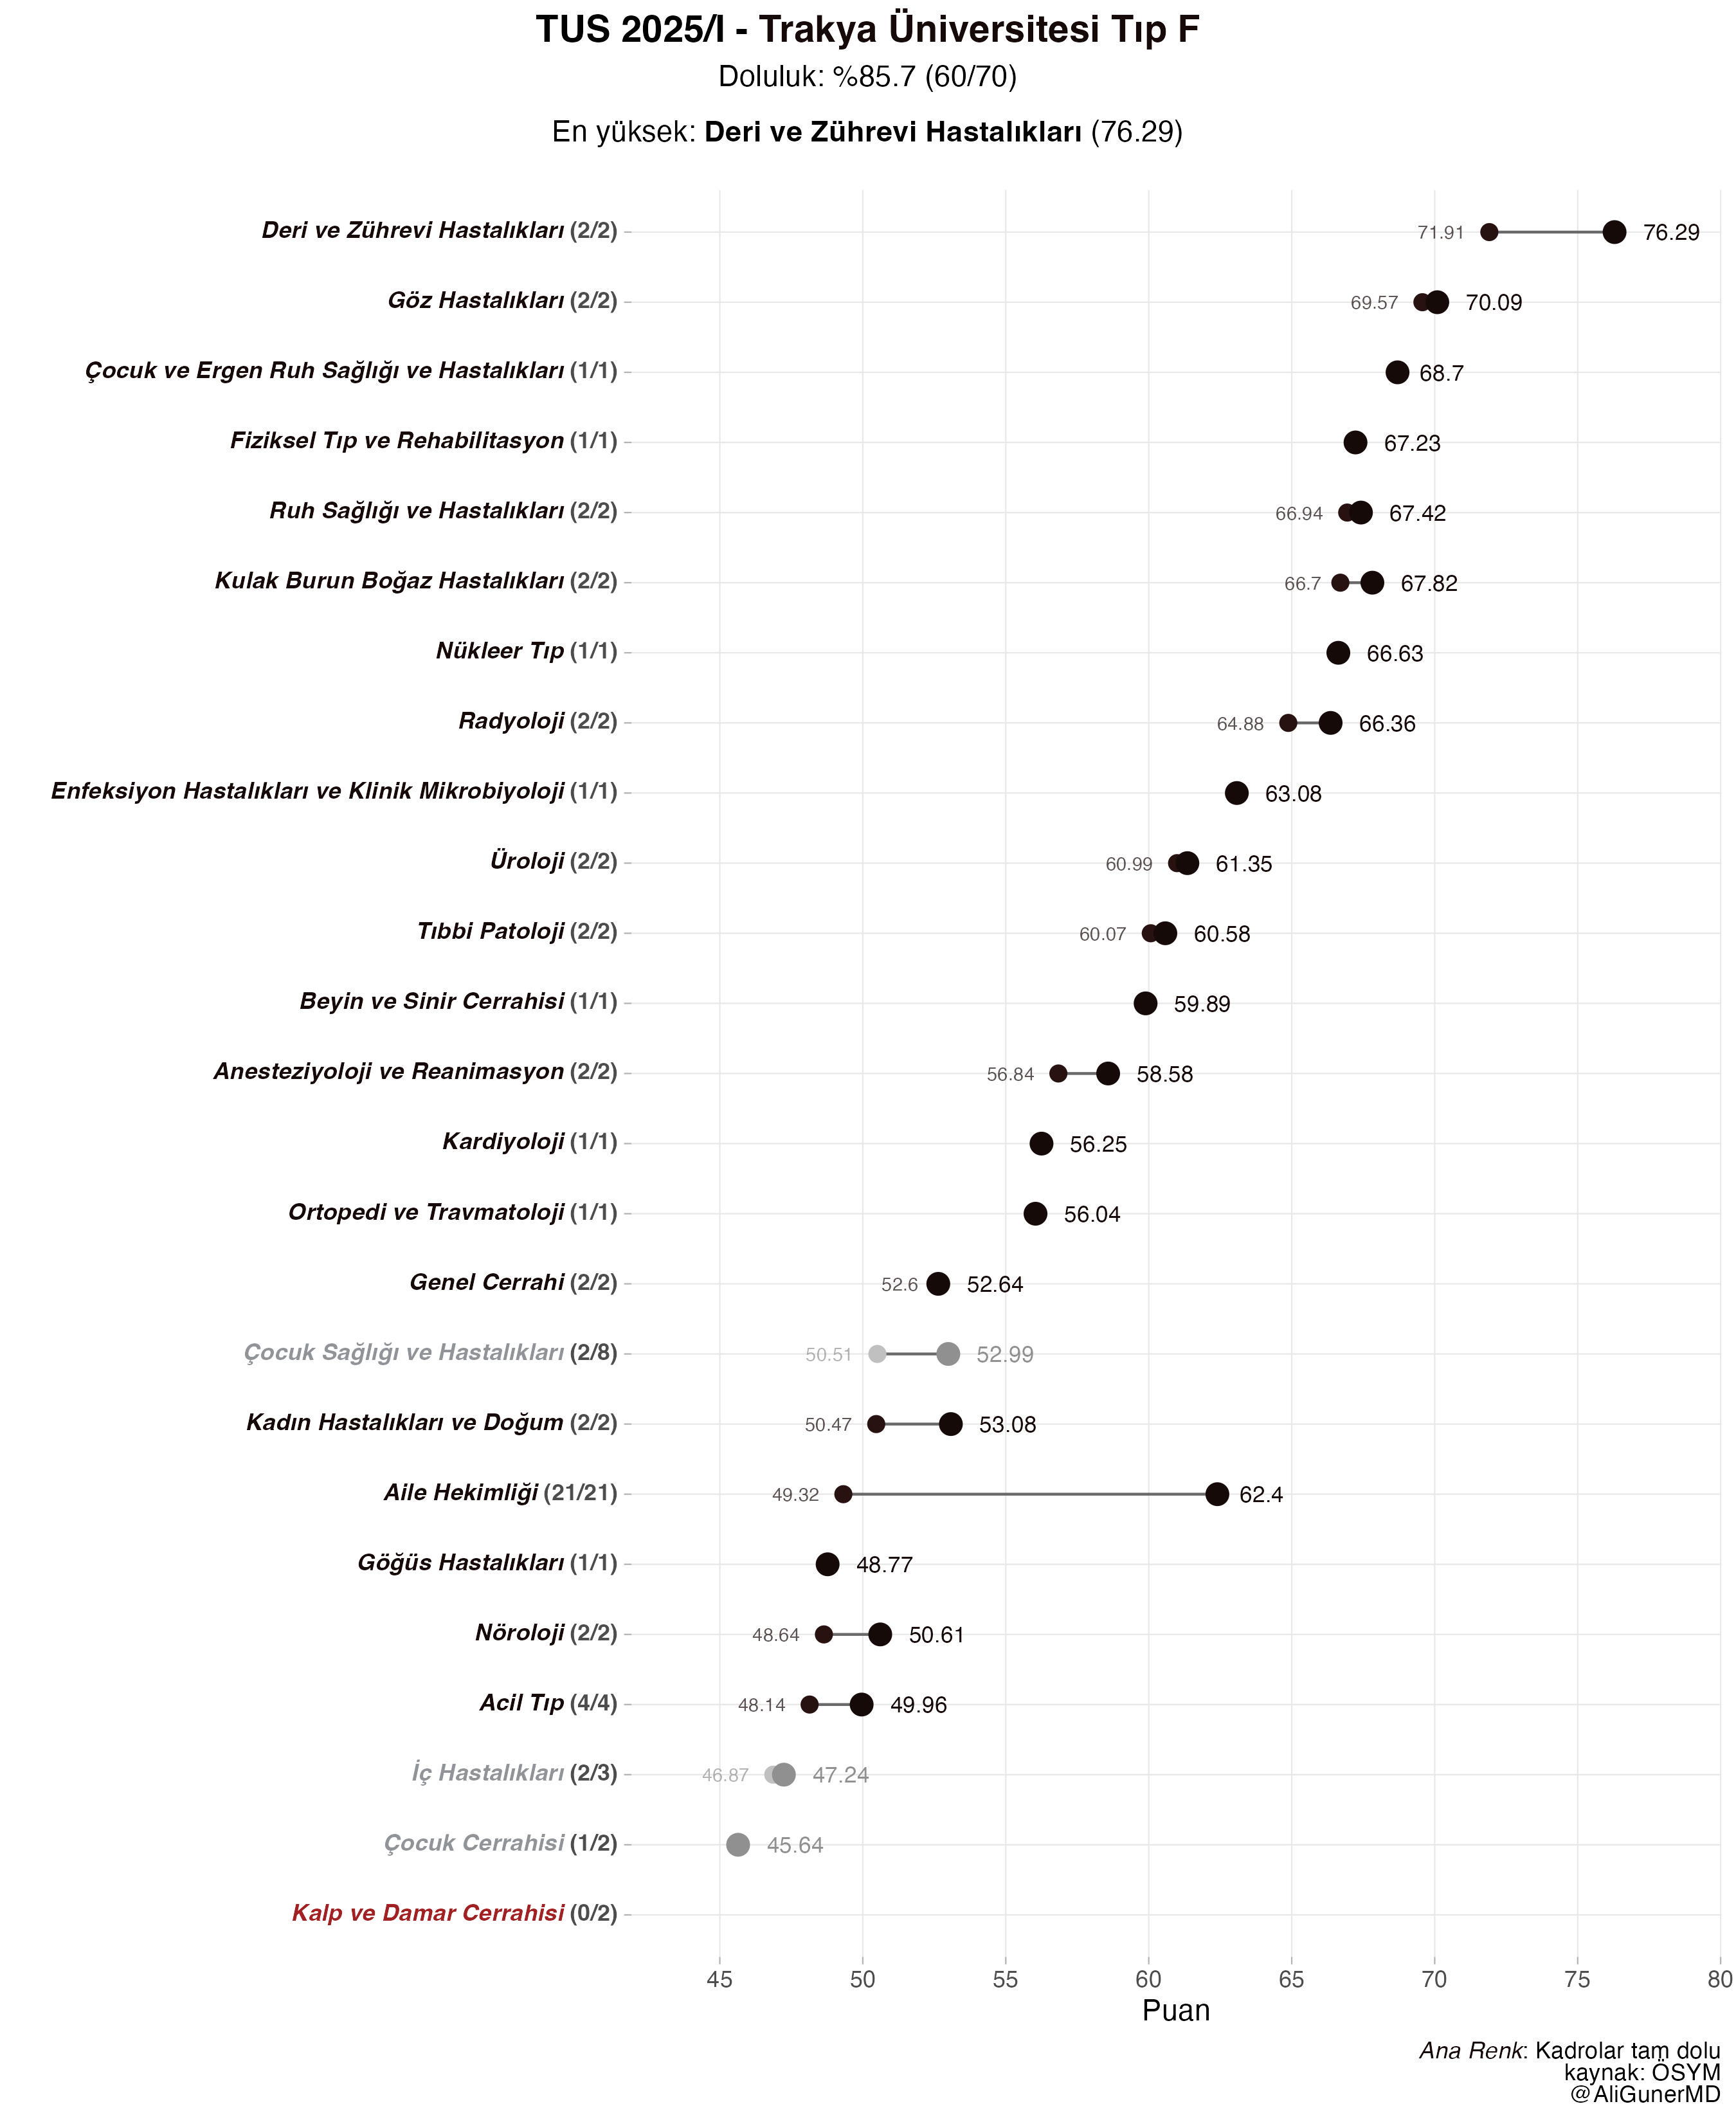 TUS 2025/I - Trakya Üniversitesi Tıp F
Doluluk: %85.7 (60/70)
En yüksek: Deri ve Zührevi Hastalıkları (76.29)
Deri ve Zührevi Hastalıkları (2/2) 71.91 76.29
Göz Hastalıkları (2/2) 69.57 70.09
Çocuk ve Ergen Ruh Sağlığı ve Hastalıkları (1/1) 68.7
Fiziksel Tıp ve Rehabilitasyon (1/1) 67.23
Ruh Sağlığı ve Hastalıkları (2/2) 66.94 67.42
Kulak Burun Boğaz Hastalıkları (2/2) 66.7 67.82
Nükleer Tıp (1/1) 66.63
Radyoloji (2/2) 64.88 66.36
Enfeksiyon Hastalıkları ve Klinik Mikrobiyoloji (1/1) 63.08
Üroloji (2/2) 60.99 61.35
Tıbbi Patoloji (2/2) 60.07 60.58
Beyin ve Sinir Cerrahisi (1/1) 59.89
Anesteziyoloji ve Reanimasyon (2/2) 56.84 58.58
Kardiyoloji (1/1) 56.25
Ortopedi ve Travmatoloji (1/1) 56.04
Genel Cerrahi (2/2) 52.6 52.64
Çocuk Sağlığı ve Hastalıkları (2/8) 50.51 52.99
Kadın Hastalıkları ve Doğum (2/2) 50.47 53.08
Aile Hekimliği (21/21) 49.32 62.4
Göğüs Hastalıkları (1/1) 48.77
Nöroloji (2/2) 48.64 50.61
Acil Tıp (4/4) 48.14 49.96
İç Hastalıkları (2/3) 46.87 47.24
Çocuk Cerrahisi (1/2) 45.64
Kalp ve Damar Cerrahisi (0/2)
45 50 55 60 65 70 75 80
Puan
Ana Renk: Kadrolar tam dolu
kaynak: ÖSYM
@AliGunerMD